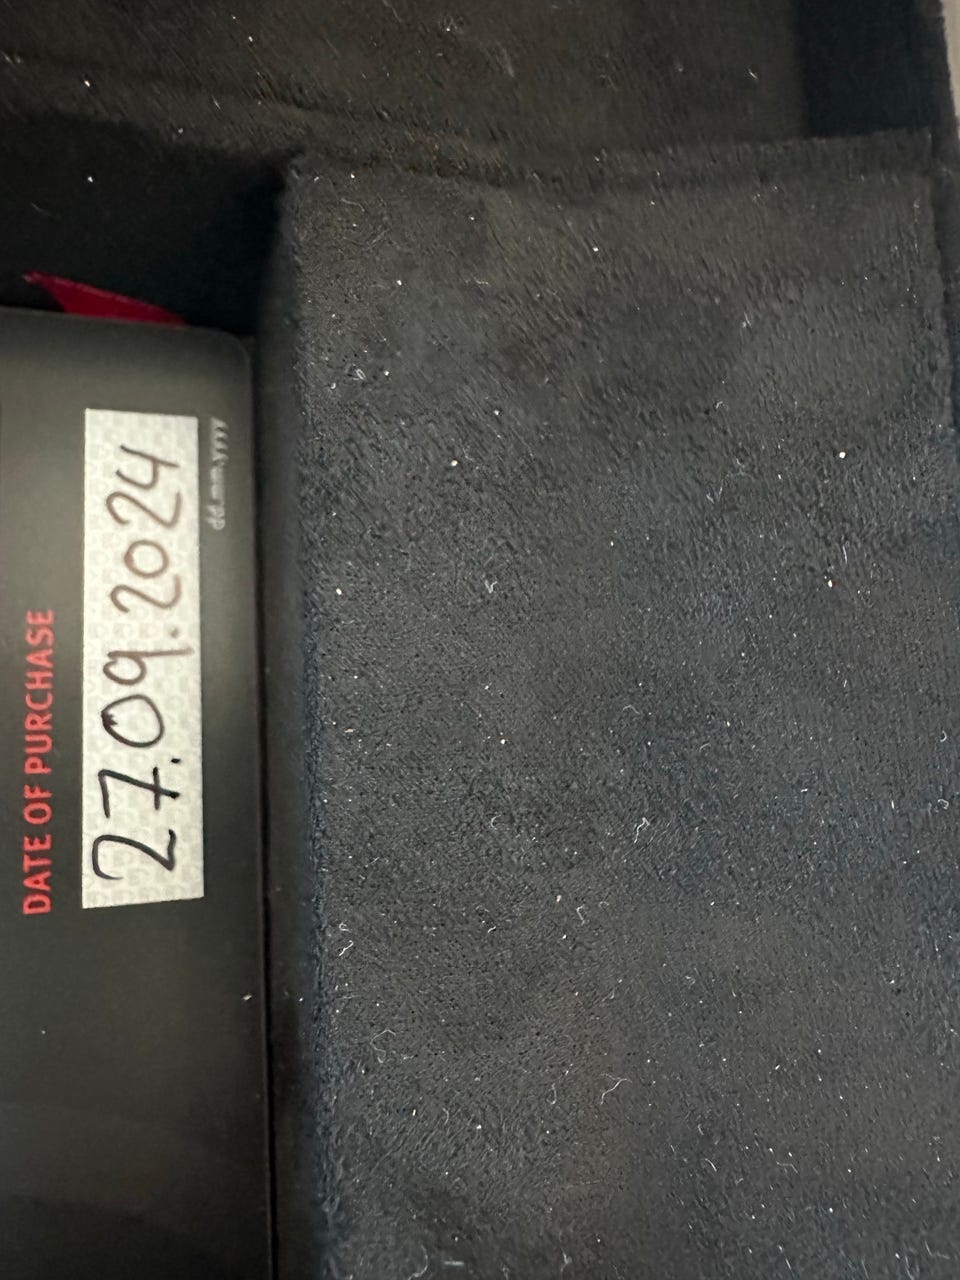 DATE OF PURCHASE
27.09.2024
dd.mm.yyyy